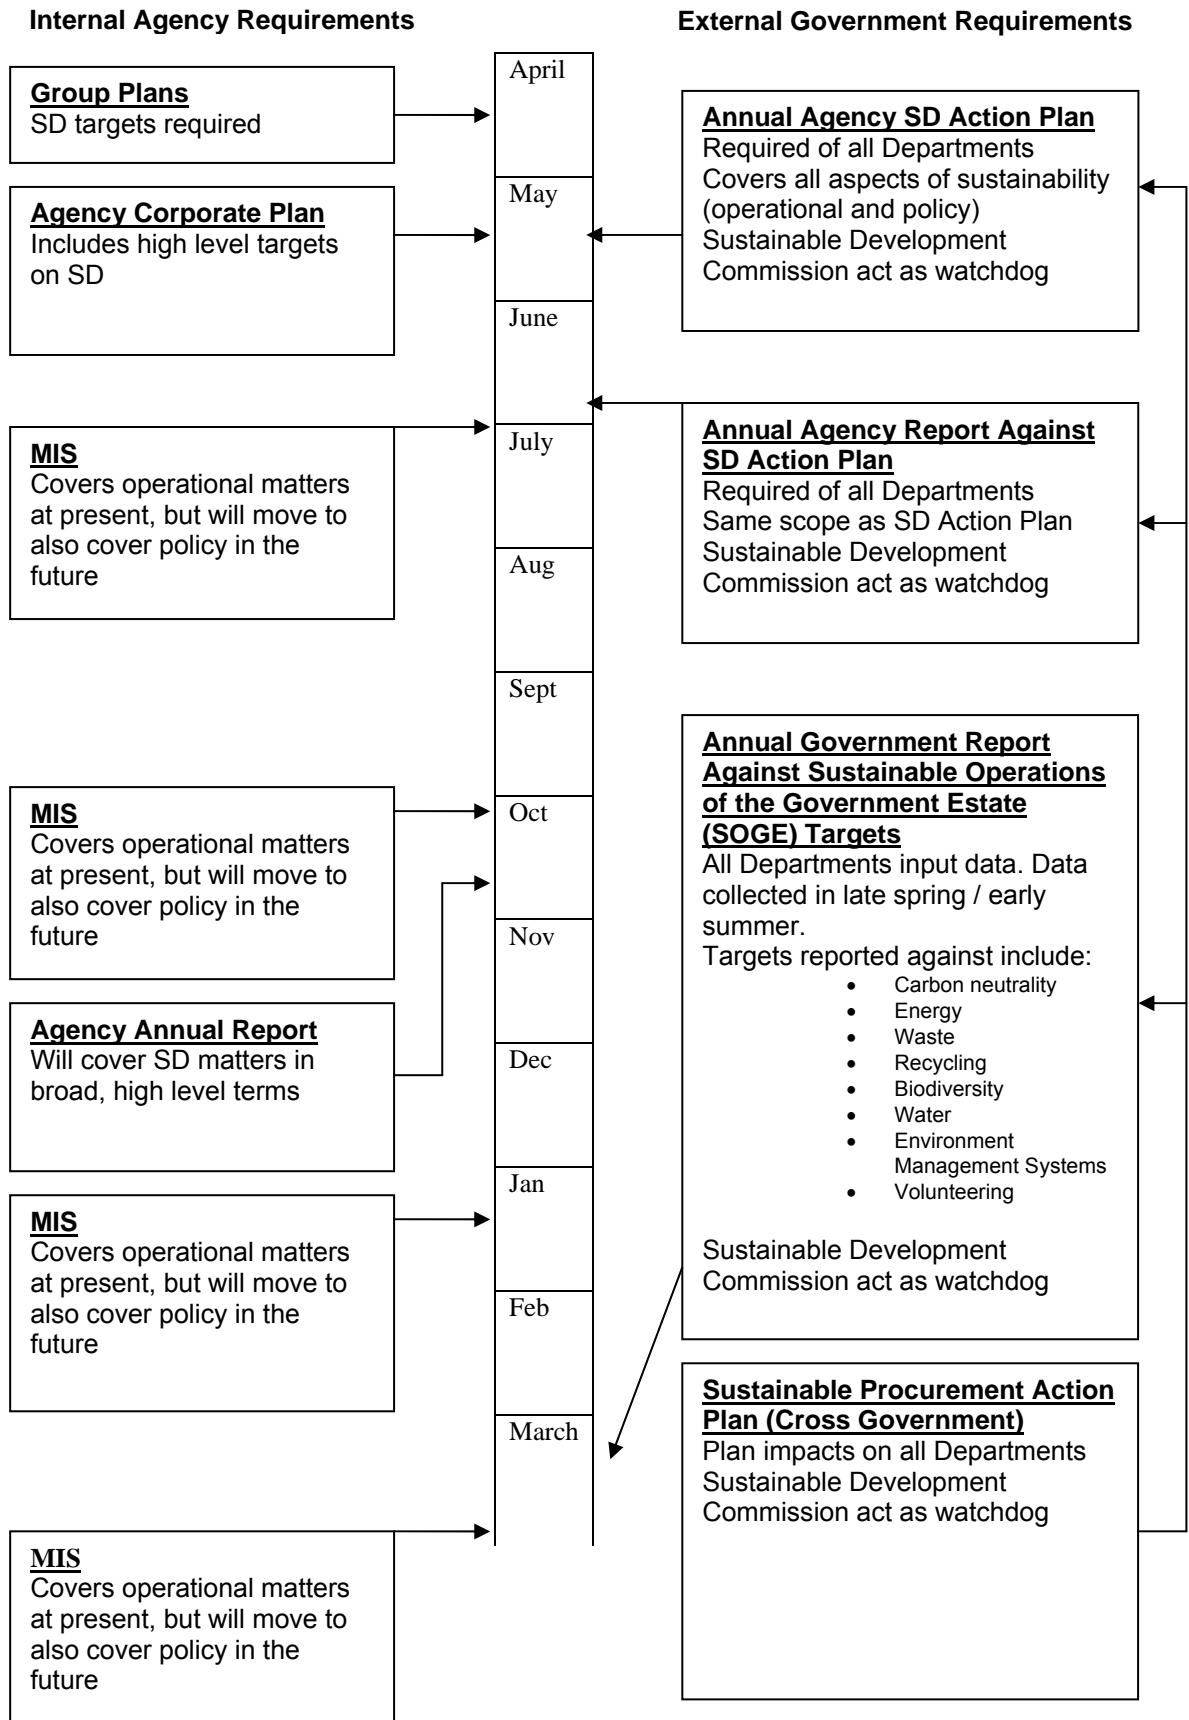 Internal Agency Requirements
External Government Requirements
Group Plans
SD targets required
Agency Corporate Plan
Includes high level targets
on SD
MIS
Covers operational matters
at present, but will move to
also cover policy in the
future
MIS
Covers operational matters
at present, but will move to
also cover policy in the
future
Agency Annual Report
Will cover SD matters in
broad, high level terms
MIS
Covers operational matters
at present, but will move to
also cover policy in the
future
MIS
Covers operational matters
at present, but will move to
also cover policy in the
future
April
May
June
July
Aug
Sept
Oct
Nov
Dec
Jan
Feb
March
Annual Agency SD Action Plan
Required of all Departments
Covers all aspects of sustainability
(operational and policy)
Sustainable Development
Commission act as watchdog
Annual Agency Report Against
SD Action Plan
Required of all Departments
Same scope as SD Action Plan
Sustainable Development
Commission act as watchdog
Annual Government Report
Against Sustainable Operations
of the Government Estate
(SOGE) Targets
All Departments input data. Data
collected in late spring / early
summer.
Targets reported against include:
• Carbon neutrality
• Energy
• Waste
• Recycling
• Biodiversity
• Water
• Environment
Management Systems
• Volunteering
Sustainable Development
Commission act as watchdog
Sustainable Procurement Action
Plan (Cross Government)
Plan impacts on all Departments
Sustainable Development
Commission act as watchdog